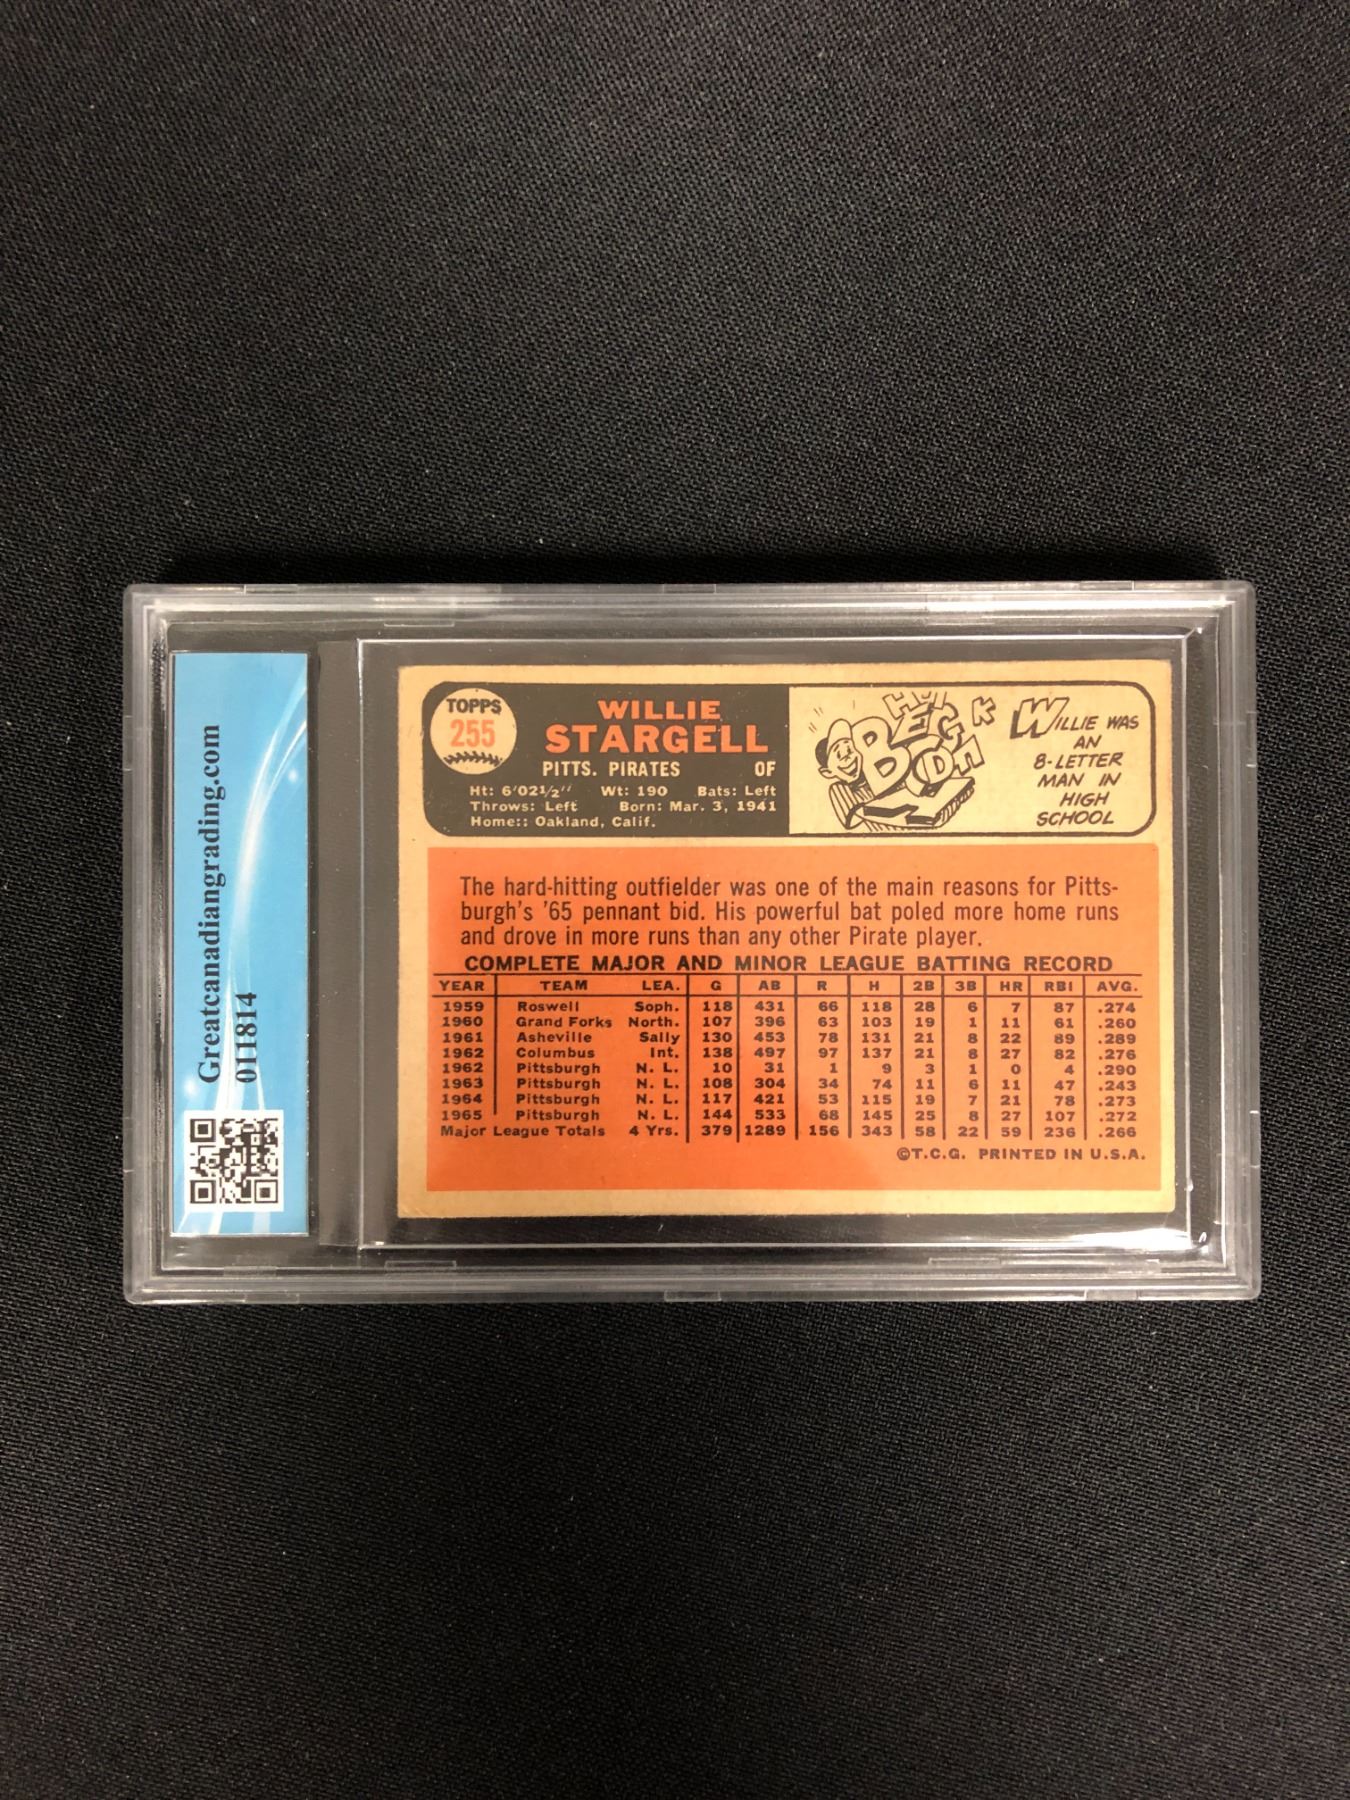 Greatcanadiangrading.com
011814
TOPPS
255
WILLIE
STARGELL
PITTS. PIRATES OF
Ht: 6'02½" Wt: 190 Bats: Left
Throws: Left Born: Mar. 3, 1941
Home:: Oakland, Calif.
WILLIE WAS
AN
8-LETTER
MAN IN
HIGH
SCHOOL
The hard-hitting outfielder was one of the main reasons for Pitts-
burgh's '65 pennant bid. His powerful bat poled more home runs
and drove in more runs than any other Pirate player.
COMPLETE MAJOR AND MINOR LEAGUE BATTING RECORD
YEAR TEAM LEA. G AB R H 2B 3B HR RBI AVG.
1959 Roswell Soph. 118 431 66 118 28 6 7 87 .274
1960 Grand Forks North. 107 396 63 103 19 1 11 61 .260
1961 Asheville Sally 130 453 78 131 21 8 22 89 .289
1962 Columbus Int. 138 497 97 137 21 8 27 82 .276
1962 Pittsburgh N. L. 10 31 1 9 3 1 0 4 .290
1963 Pittsburgh N. L. 108 304 34 74 11 6 11 47 .243
1964 Pittsburgh N. L. 117 421 53 115 19 7 21 78 .273
1965 Pittsburgh N. L. 144 533 68 145 25 8 27 107 .272
Major League Totals 4 Yrs. 379 1289 156 343 58 22 59 236 .266
©T.C.G. PRINTED IN U.S.A.